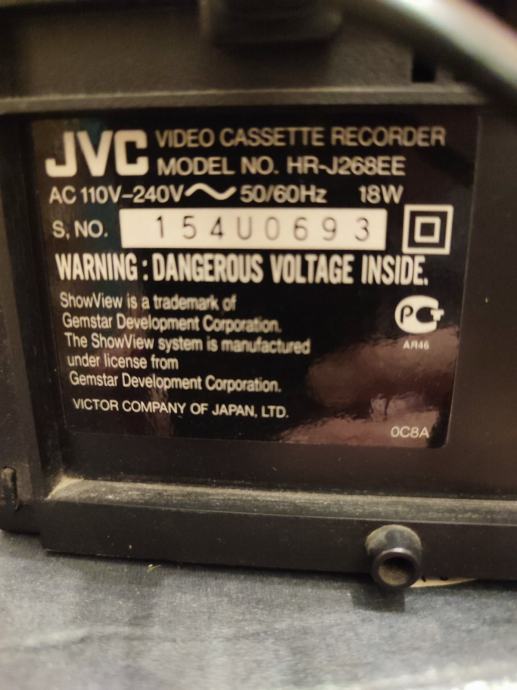 JVC VIDEO CASSETTE RECORDER
MODEL NO. HR-J268EE
AC 110V-240V~ 50/60Hz 18W
S, NO. 154U0693
WARNING : DANGEROUS VOLTAGE INSIDE.
ShowView is a trademark of
Gemstar Development Corporation.
The ShowView system is manufactured
under license from
Gemstar Development Corporation.
VICTOR COMPANY OF JAPAN, LTD.
РСТ
AR46
0C8A